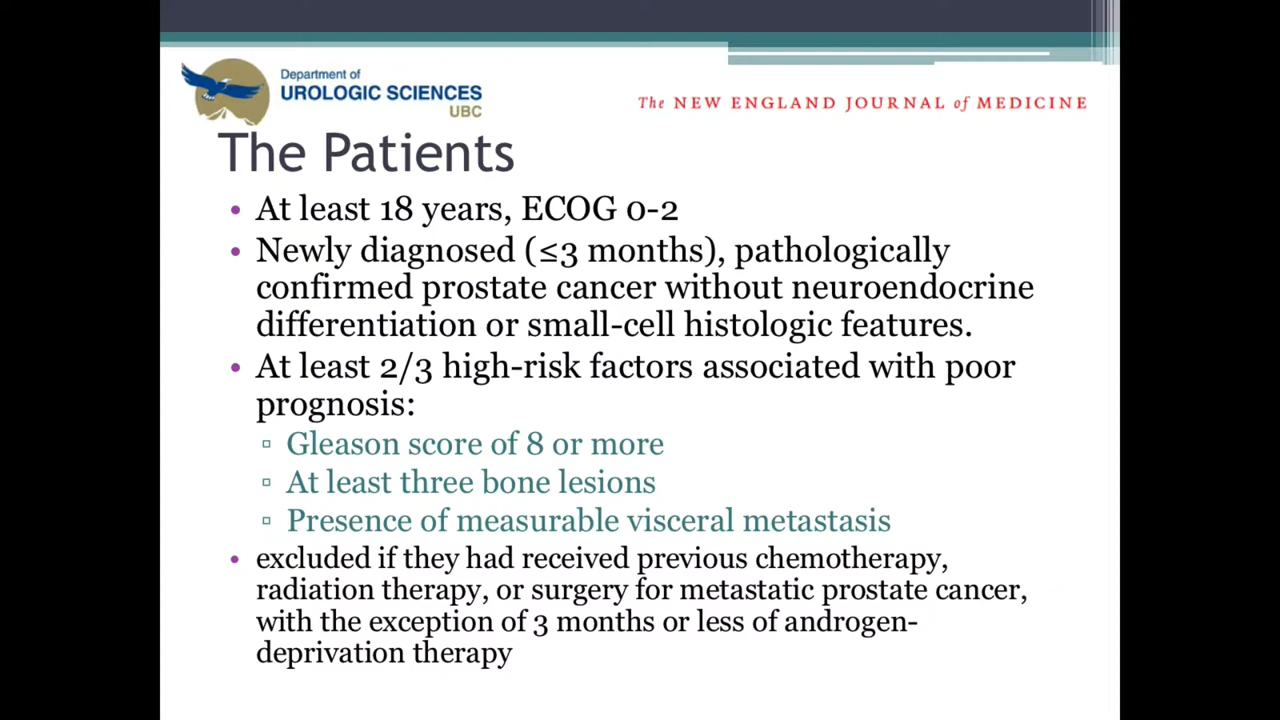 Department of
UROLOGIC SCIENCES
UBC
The NEW ENGLAND JOURNAL of MEDICINE
The Patients
• At least 18 years, ECOG 0-2
• Newly diagnosed (≤3 months), pathologically
confirmed prostate cancer without neuroendocrine
differentiation or small-cell histologic features.
• At least 2/3 high-risk factors associated with poor
prognosis:
▫ Gleason score of 8 or more
▫ At least three bone lesions
▫ Presence of measurable visceral metastasis
• excluded if they had received previous chemotherapy,
radiation therapy, or surgery for metastatic prostate cancer,
with the exception of 3 months or less of androgen-
deprivation therapy